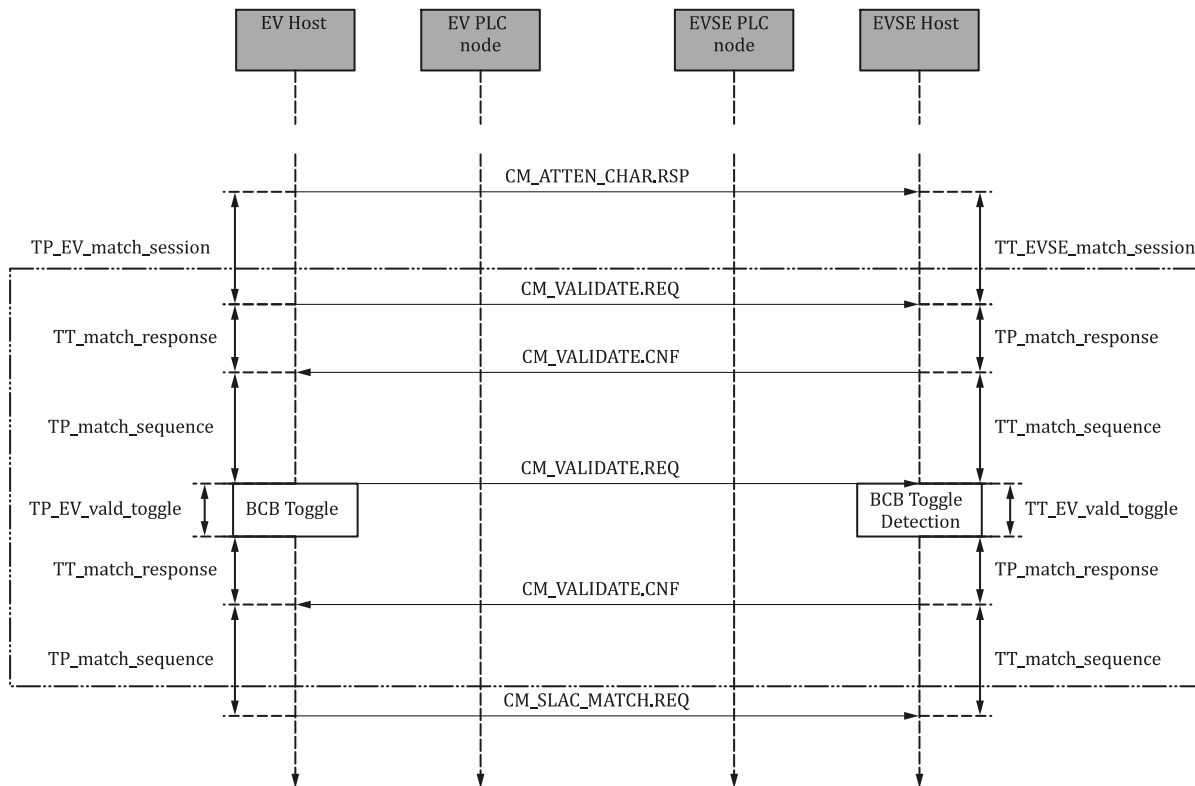 EV Host
EV PLC
node
EVSE PLC
node
EVSE Host
CM_ATTEN_CHAR.RSP
TP_EV_match_session
TT_EVSE_match_session
CM_VALIDATE.REQ
TT_match_response
TP_match_response
CM_VALIDATE.CNF
TP_match_sequence
TT_match_sequence
CM_VALIDATE.REQ
TP_EV_vald_toggle
BCB Toggle
BCB Toggle
Detection
TT_EV_vald_toggle
TT_match_response
TP_match_response
CM_VALIDATE.CNF
TP_match_sequence
TT_match_sequence
CM_SLAC_MATCH.REQ